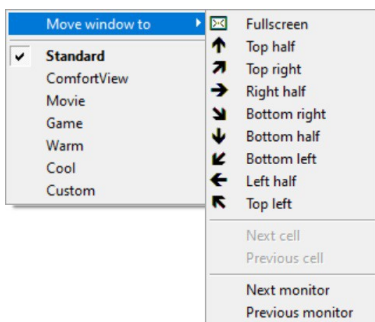 Move window to
Standard
ComfortView
Movie
Game
Warm
Cool
Custom
Fullscreen
Top half
Top right
Right half
Bottom right
Bottom half
Bottom left
Left half
Top left
Next cell
Previous cell
Next monitor
Previous monitor